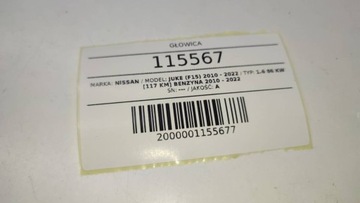 GŁOWICA
115567
MARKA: NISSAN / MODEL: JUKE (F15) 2010 - 2022 / TYP: 1.6 86 KW
[117 KM] BENZYNA 2010 - 2022
SN: --- / JAKOŚĆ: A
2000001155677